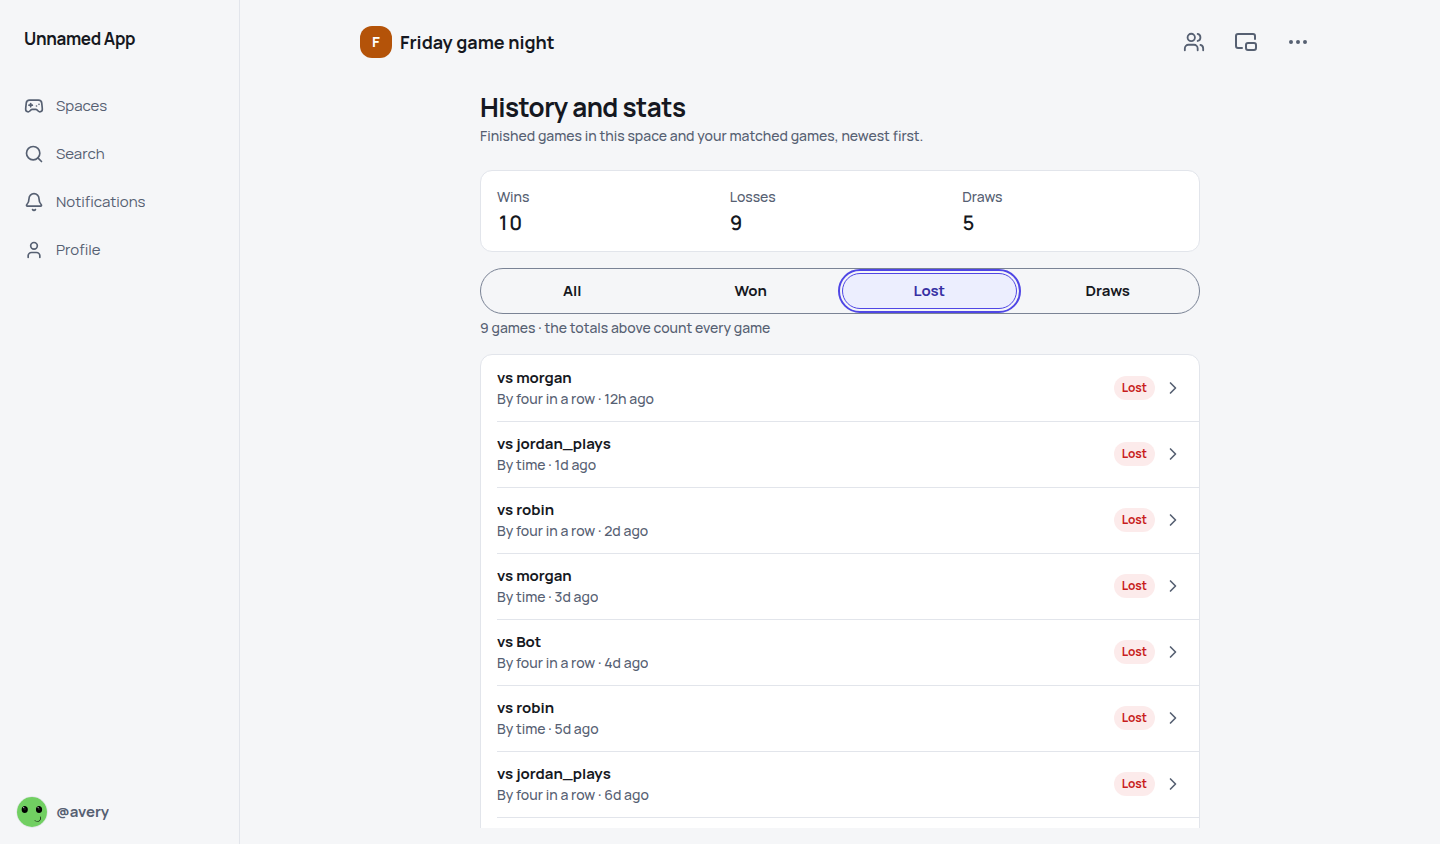 Unnamed App
Spaces
Search
Notifications
Profile
@avery
F Friday game night
History and stats
Finished games in this space and your matched games, newest first.
Wins
10
Losses
9
Draws
5
All Won Lost Draws
9 games · the totals above count every game
vs morgan
By four in a row · 12h ago
Lost
vs jordan_plays
By time · 1d ago
Lost
vs robin
By four in a row · 2d ago
Lost
vs morgan
By time · 3d ago
Lost
vs Bot
By four in a row · 4d ago
Lost
vs robin
By time · 5d ago
Lost
vs jordan_plays
By four in a row · 6d ago
Lost